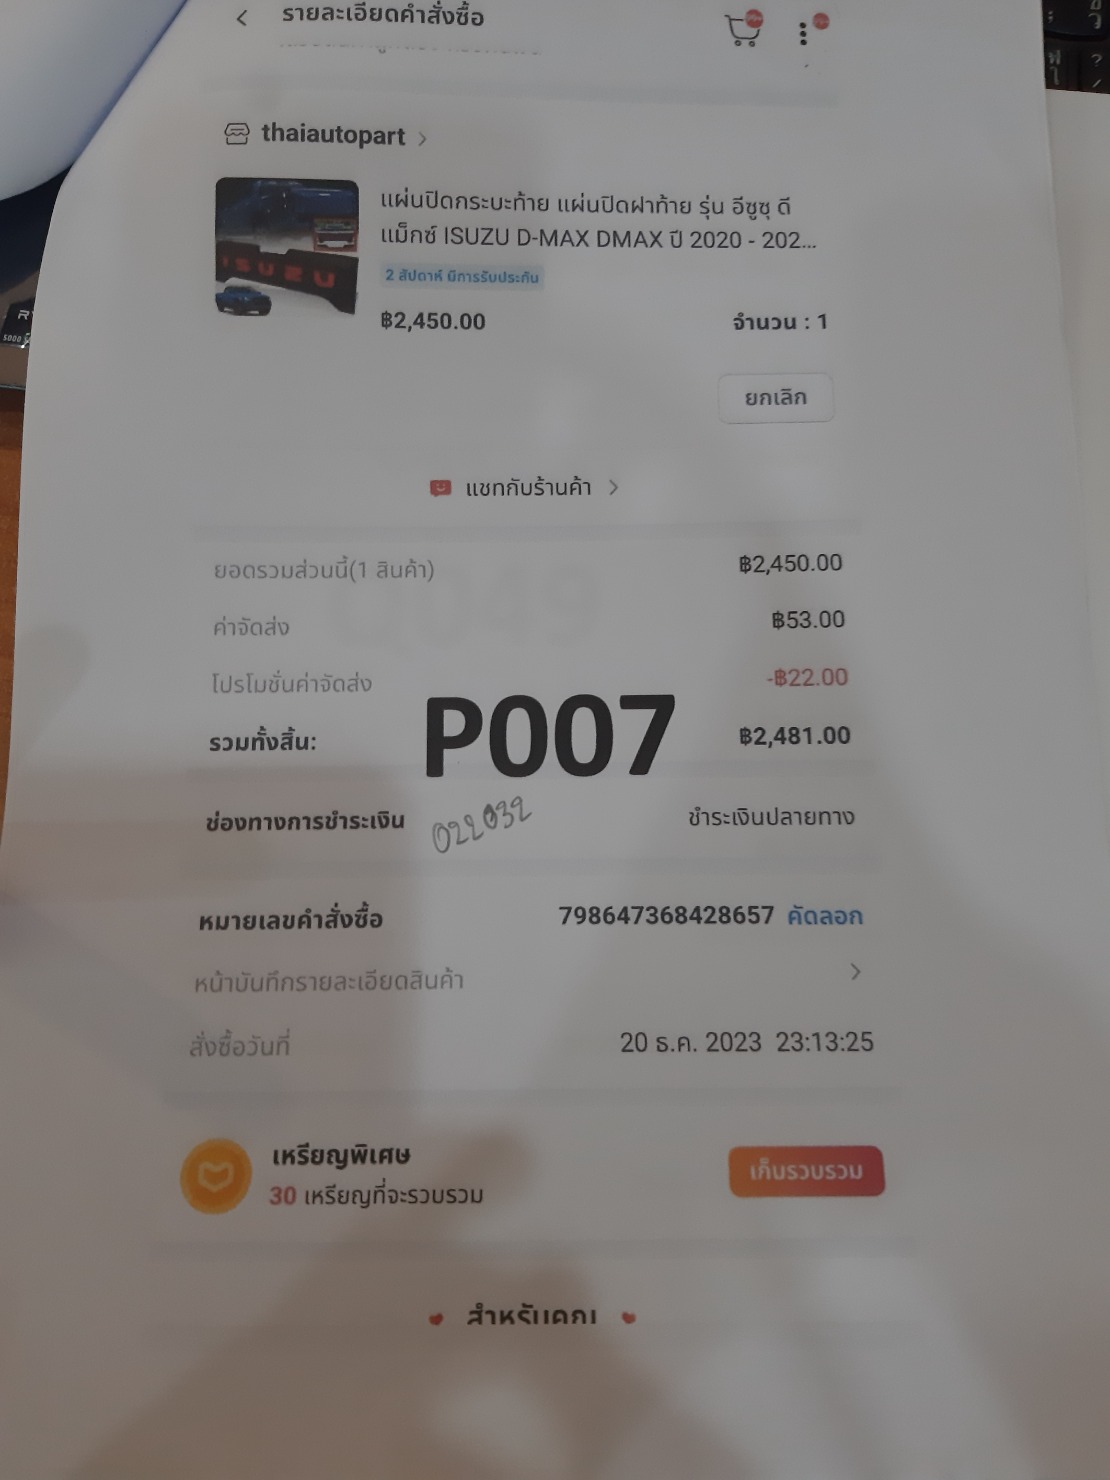 รายละเอียดคำสั่งซื้อ
thaiautopart
แผ่นปิดกระบะท้าย แผ่นปิดฝาท้าย รุ่น อีซูซุ ดี
แม็กซ์ ISUZU D-MAX DMAX ปี 2020 - 202...
ISUZU
2 สัปดาห์ มีการรับประกัน
฿2,450.00 จำนวน : 1
ยกเลิก
แชทกับร้านค้า
ยอดรวมส่วนนี้(1 สินค้า) ฿2,450.00
ค่าจัดส่ง ฿53.00
โปรโมชั่นค่าจัดส่ง -฿22.00
รวมทั้งสิ้น: ฿2,481.00
P007
022032
ช่องทางการชำระเงิน ชำระเงินปลายทาง
หมายเลขคำสั่งซื้อ 798647368428657 คัดลอก
หน้าบันทึกรายละเอียดสินค้า
สั่งซื้อวันที่ 20 ธ.ค. 2023 23:13:25
เหรียญพิเศษ
30 เหรียญที่จะรวบรวม
เก็บรวบรวม
สำหรับคุณ